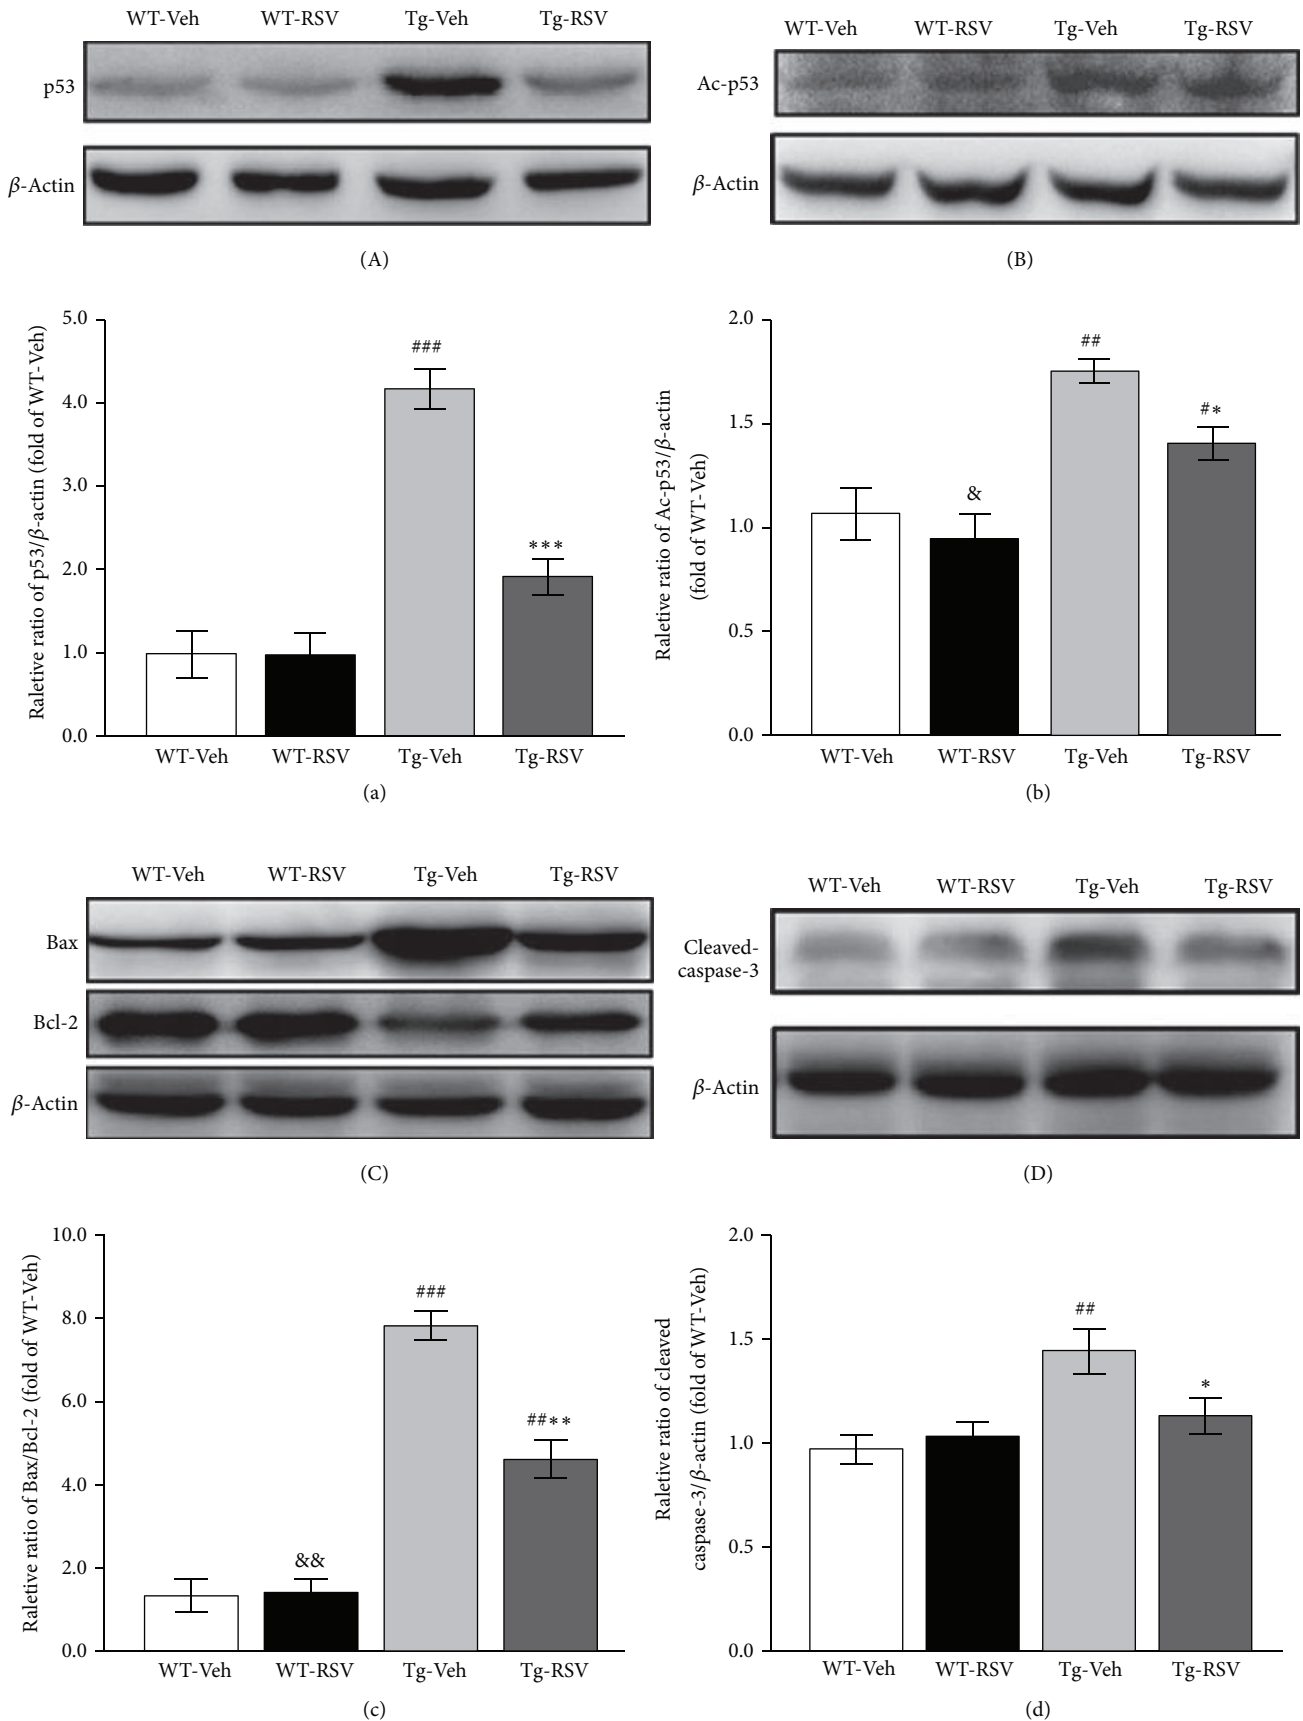 WT-Veh WT-RSV Tg-Veh Tg-RSV
p53
β-Actin
(A)
WT-Veh WT-RSV Tg-Veh Tg-RSV
Ac-p53
β-Actin
(B)
Raletive ratio of p53/β-actin (fold of WT-Veh)
5.0
4.0
3.0
2.0
1.0
0.0
###
***
WT-Veh WT-RSV Tg-Veh Tg-RSV
(a)
Raletive ratio of Ac-p53/β-actin
(fold of WT-Veh)
2.0
1.5
1.0
0.5
0.0
&
##
#*
WT-Veh WT-RSV Tg-Veh Tg-RSV
(b)
WT-Veh WT-RSV Tg-Veh Tg-RSV
Bax
Bcl-2
β-Actin
(C)
WT-Veh WT-RSV Tg-Veh Tg-RSV
Cleaved-
caspase-3
β-Actin
(D)
Raletive ratio of Bax/Bcl-2 (fold of WT-Veh)
10.0
8.0
6.0
4.0
2.0
0.0
&&
###
##**
WT-Veh WT-RSV Tg-Veh Tg-RSV
(c)
Raletive ratio of cleaved
caspase-3/β-actin (fold of WT-Veh)
2.0
1.5
1.0
0.5
0.0
##
*
WT-Veh WT-RSV Tg-Veh Tg-RSV
(d)